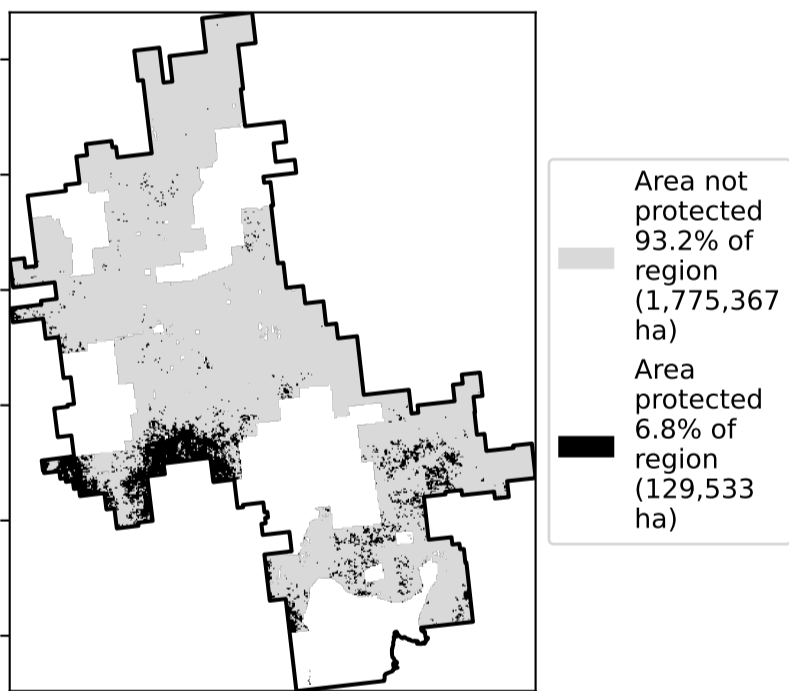 Area not
protected
93.2% of
region
(1,775,367
ha)
Area
protected
6.8% of
region
(129,533
ha)